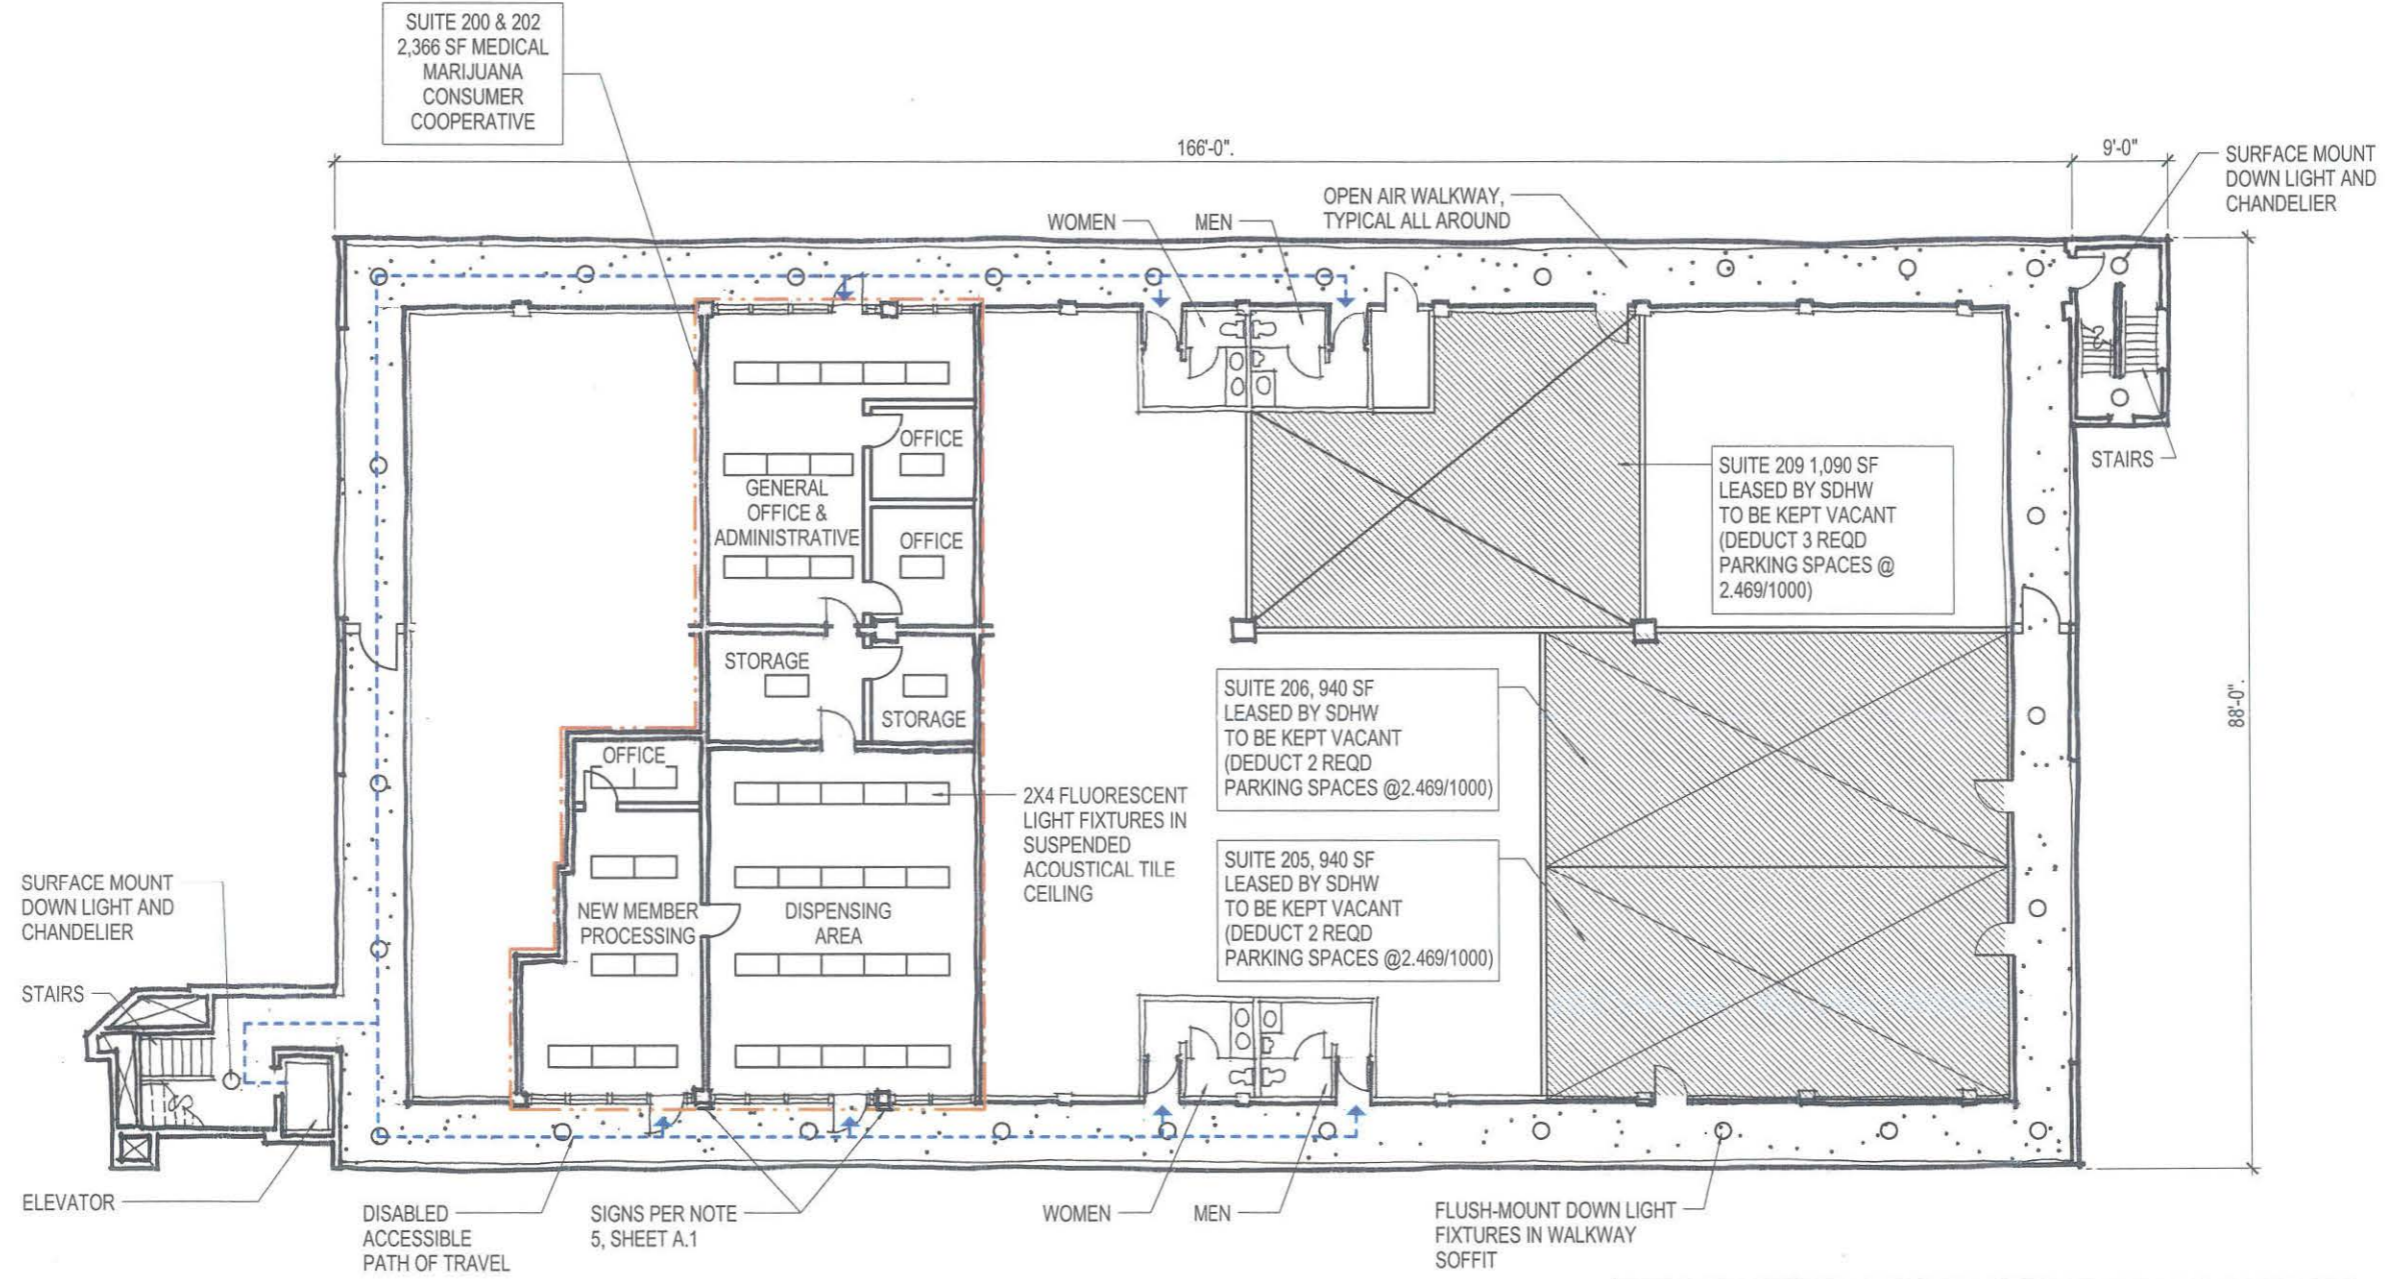 SUITE 200 & 202
2,366 SF MEDICAL
MARIJUANA
CONSUMER
COOPERATIVE
166'-0".
9'-0"
SURFACE MOUNT
DOWN LIGHT AND
CHANDELIER
OPEN AIR WALKWAY,
TYPICAL ALL AROUND
WOMEN
MEN
OFFICE
GENERAL
OFFICE &
ADMINISTRATIVE
OFFICE
SUITE 209 1,090 SF
LEASED BY SDHW
TO BE KEPT VACANT
(DEDUCT 3 REQD
PARKING SPACES @
2.469/1000)
STAIRS
STORAGE
STORAGE
SUITE 206, 940 SF
LEASED BY SDHW
TO BE KEPT VACANT
(DEDUCT 2 REQD
PARKING SPACES @2.469/1000)
88'-0".
OFFICE
2X4 FLUORESCENT
LIGHT FIXTURES IN
SUSPENDED
ACOUSTICAL TILE
CEILING
SUITE 205, 940 SF
LEASED BY SDHW
TO BE KEPT VACANT
(DEDUCT 2 REQD
PARKING SPACES @2.469/1000)
NEW MEMBER
PROCESSING
DISPENSING
AREA
SURFACE MOUNT
DOWN LIGHT AND
CHANDELIER
STAIRS
ELEVATOR
DISABLED
ACCESSIBLE
PATH OF TRAVEL
SIGNS PER NOTE
5, SHEET A.1
WOMEN
MEN
FLUSH-MOUNT DOWN LIGHT
FIXTURES IN WALKWAY
SOFFIT